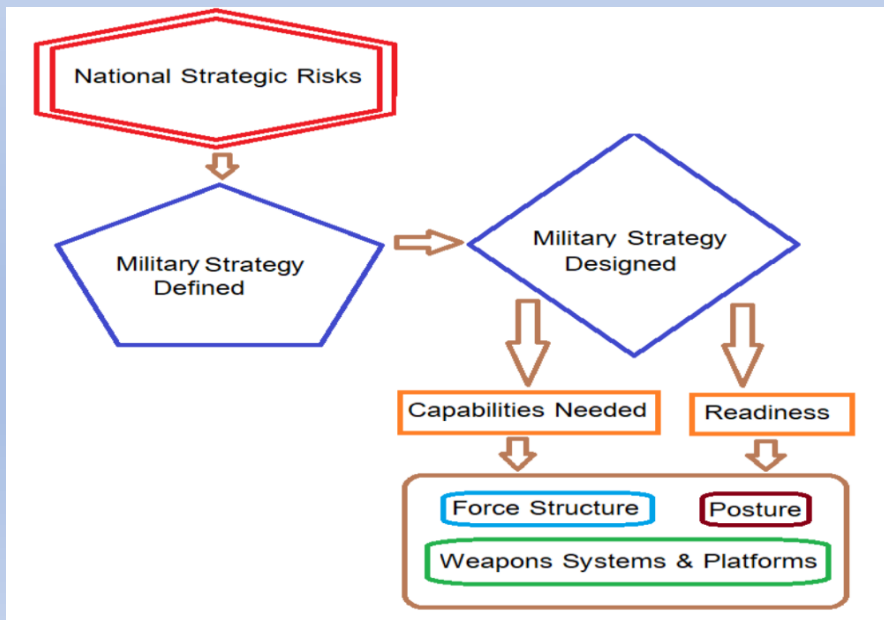 National Strategic Risks
Military Strategy
Defined
Military Strategy
Designed
Capabilities Needed
Readiness
Force Structure
Posture
Weapons Systems & Platforms